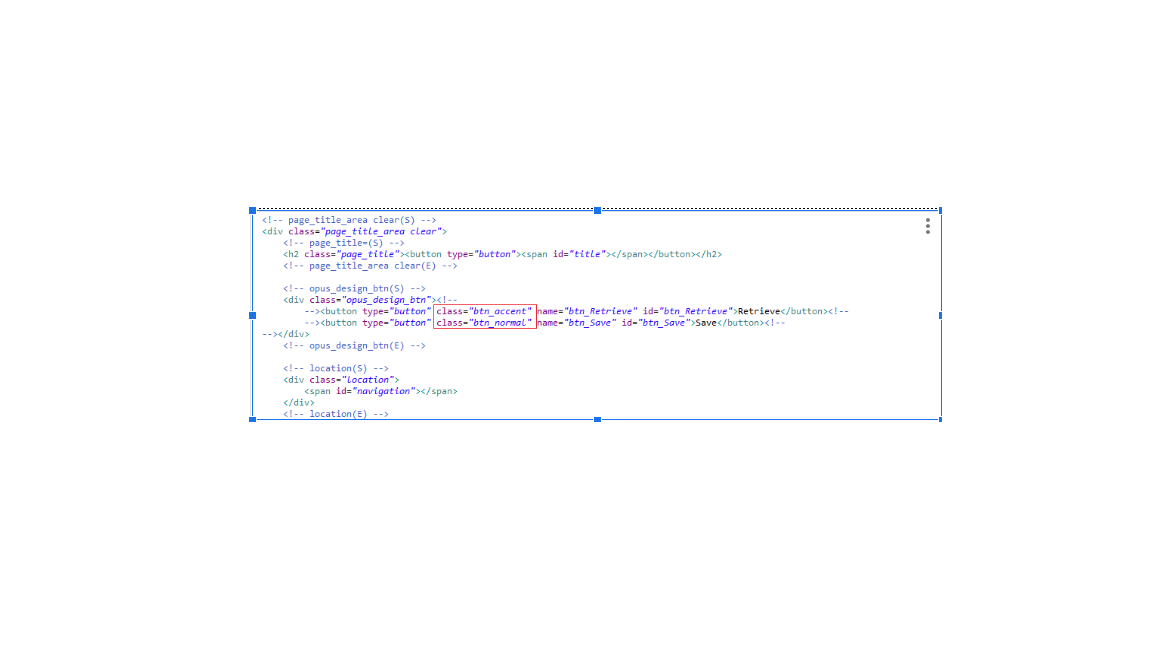 <!-- page_title_area clear(S) -->
<div class="page_title_area clear">
<!-- page_title=(S) -->
<h2 class="page_title"><button type="button"><span id="title"></span></button></h2>
<!-- page_title_area clear(E) -->
<!-- opus_design_btn(S) -->
<div class="opus_design_btn"><!--
--><button type="button" class="btn_accent" name="btn_Retrieve" id="btn_Retrieve">Retrieve</button><!--
--><button type="button" class="btn_normal" name="btn_Save" id="btn_Save">Save</button><!--
--></div>
<!-- opus_design_btn(E) -->
<!-- location(S) -->
<div class="location">
<span id="navigation"></span>
</div>
<!-- location(E) -->